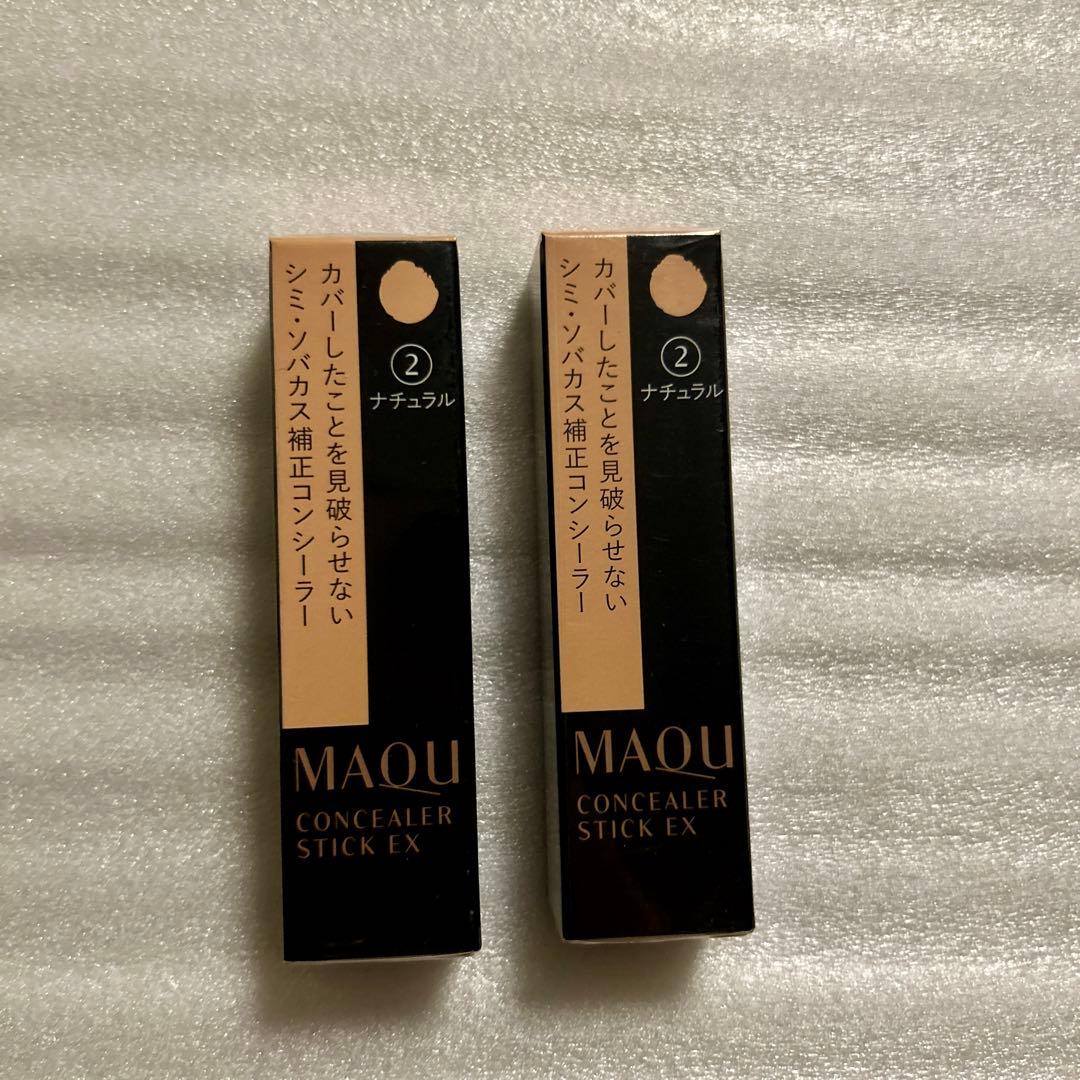 カバーしたことを見破らせない
シミ・ソバカス補正コンシーラー
②
ナチュラル
MAQU
CONCEALER
STICK EX
カバーしたことを見破らせない
シミ・ソバカス補正コンシーラー
②
ナチュラル
MAQU
CONCEALER
STICK EX